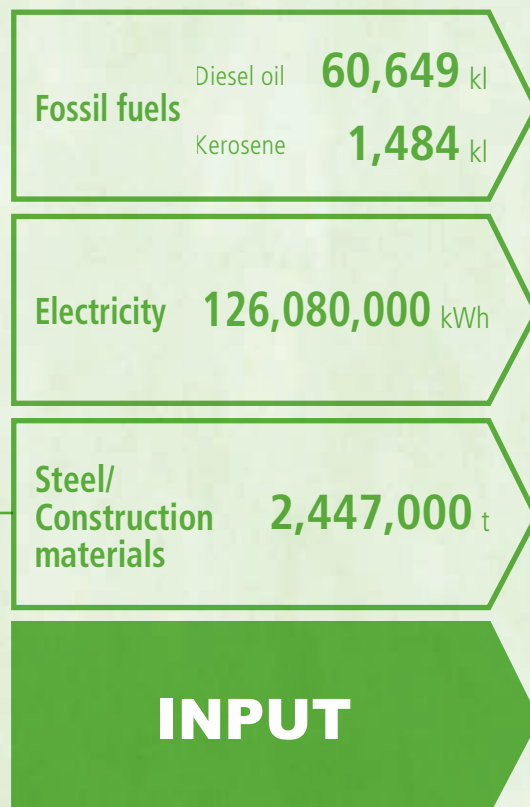 Fossil fuels
Diesel oil 60,649 kl
Kerosene 1,484 kl
Electricity 126,080,000 kWh
Steel/
Construction
materials
2,447,000 t
INPUT